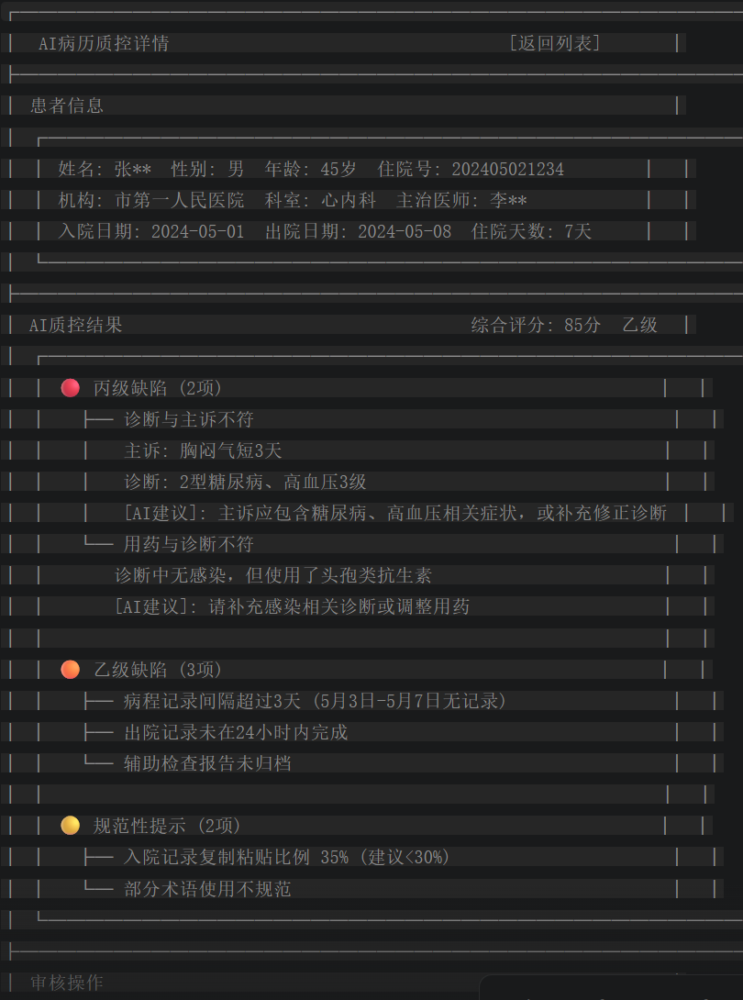 AI病历质控详情 [返回列表]
患者信息
姓名: 张** 性别: 男 年龄: 45岁 住院号: 202405021234
机构: 市第一人民医院 科室: 心内科 主治医师: 李**
入院日期: 2024-05-01 出院日期: 2024-05-08 住院天数: 7天
AI质控结果 综合评分: 85分 乙级
丙级缺陷 (2项)
诊断与主诉不符
主诉: 胸闷气短3天
诊断: 2型糖尿病、高血压3级
[AI建议]: 主诉应包含糖尿病、高血压相关症状，或补充修正诊断
用药与诊断不符
诊断中无感染，但使用了头孢类抗生素
[AI建议]: 请补充感染相关诊断或调整用药
乙级缺陷 (3项)
病程记录间隔超过3天 (5月3日-5月7日无记录)
出院记录未在24小时内完成
辅助检查报告未归档
规范性提示 (2项)
入院记录复制粘贴比例 35% (建议<30%)
部分术语使用不规范
审核操作